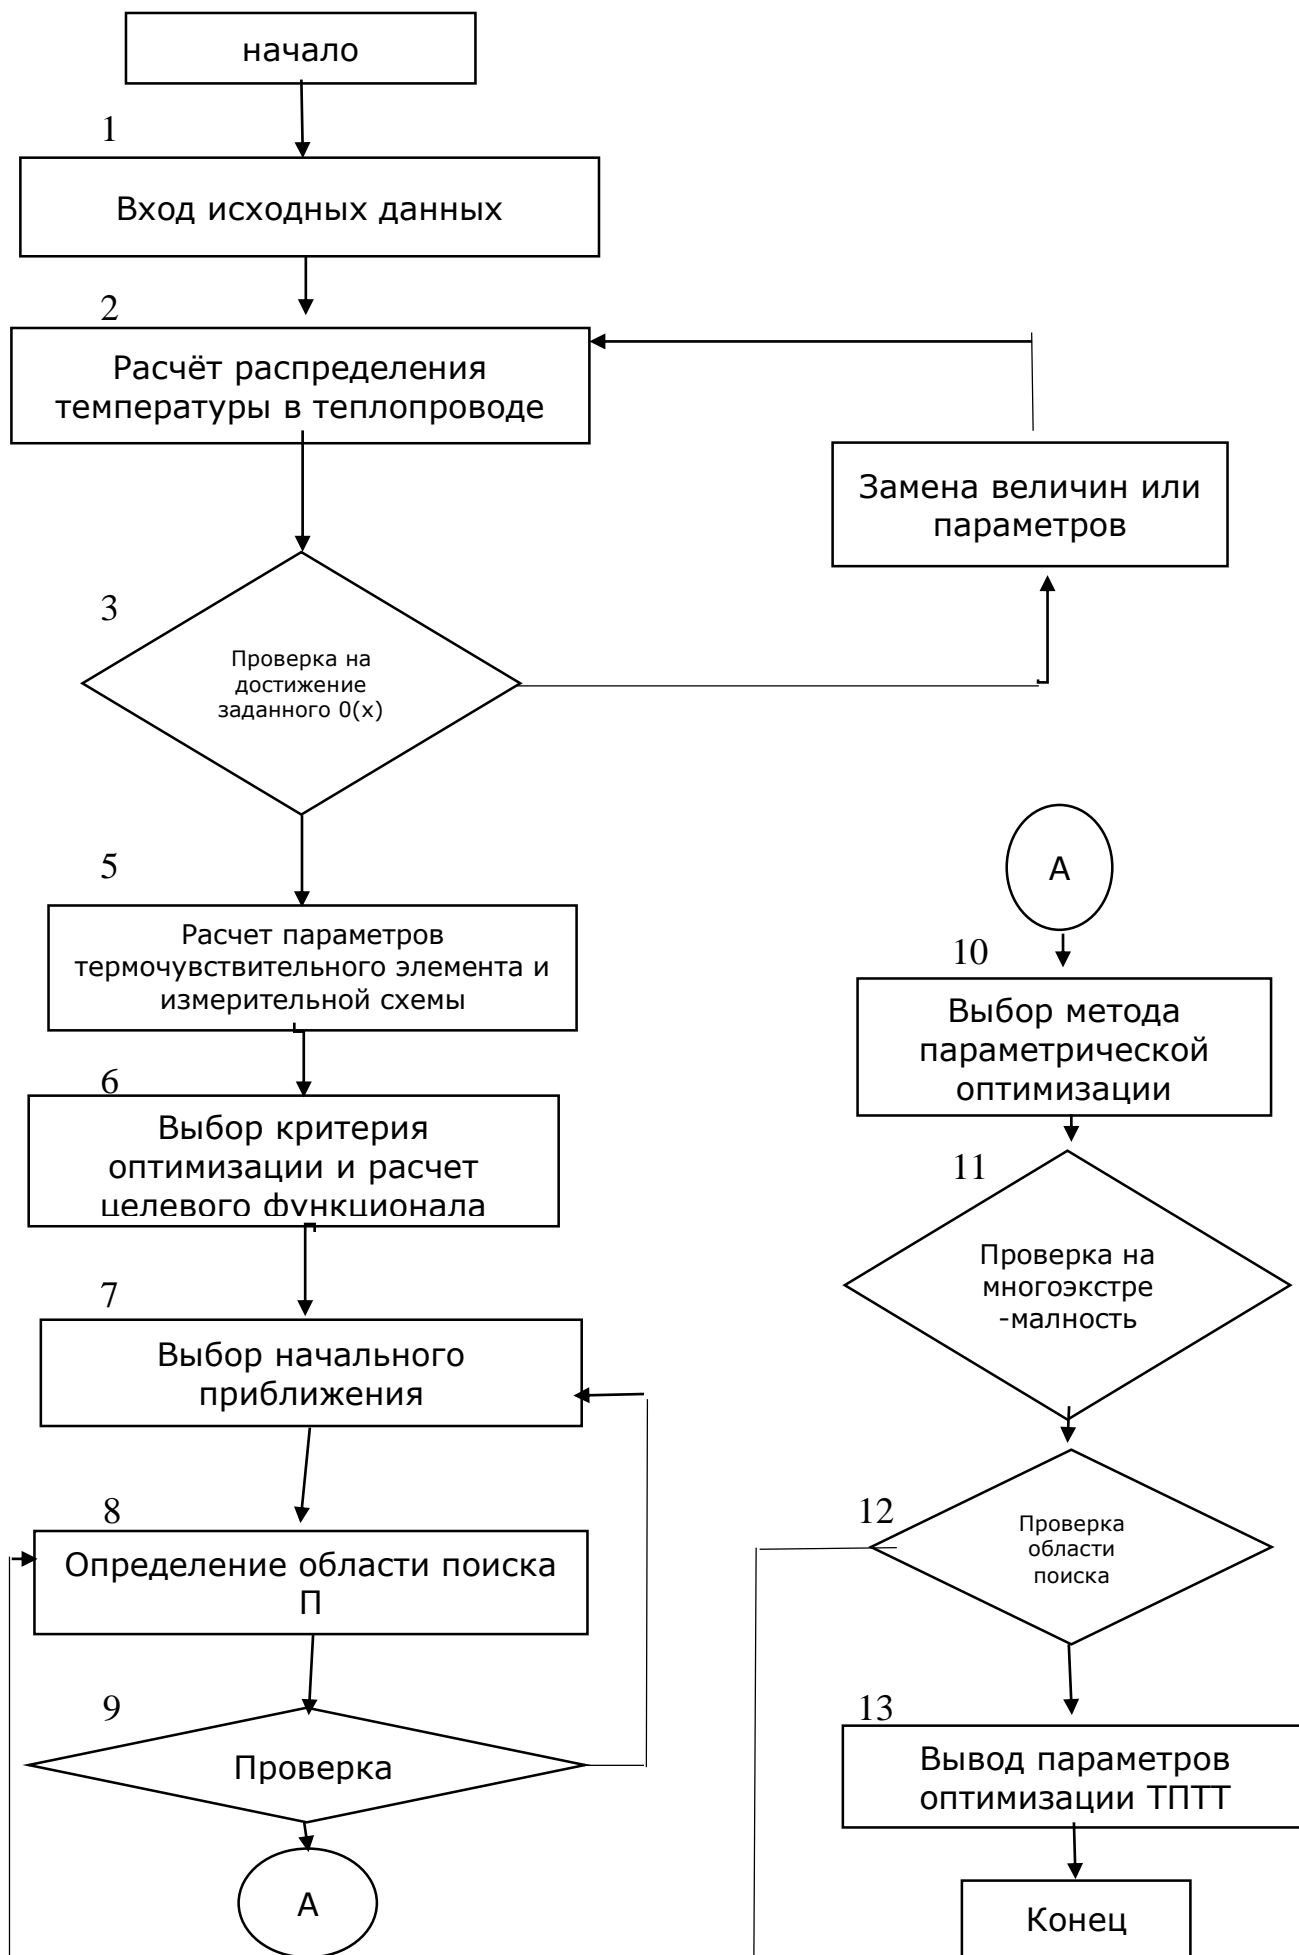 начало
1
Вход исходных данных
2
Расчёт распределения
температуры в теплопроводе
Замена величин или
параметров
3
Проверка на
достижение
заданного 0(х)
5
Расчет параметров
термочувствительного элемента и
измерительной схемы
6
Выбор критерия
оптимизации и расчет
целевого функционала
7
Выбор начального
приближения
8
Определение области поиска
П
9
Проверка
А
А
10
Выбор метода
параметрической
оптимизации
11
Проверка на
многоэкстре
-малность
12
Проверка
области
поиска
13
Вывод параметров
оптимизации ТПТТ
Конец